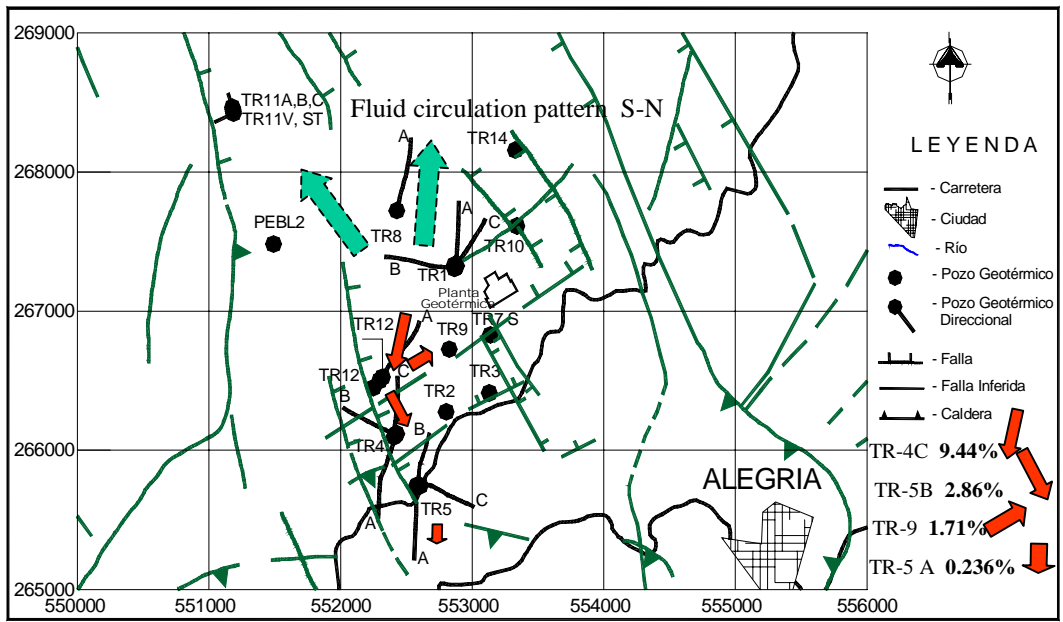 269000
268000
267000
266000
265000
550000
551000
552000
553000
554000
555000
556000
Fluid circulation pattern S-N
TR11A,B,C
TR11V, ST
A
TR14
PEBL2
TR8
A
C
TR10
B
TR1
Planta
Geotérmica
TR12
A
TR9
TR7 S
TR12
C
TR3
B
TR2
TR4
B
A
TR5
C
A
ALEGRIA
LEYENDA
- Carretera
- Ciudad
- Río
- Pozo Geotérmico
- Pozo Geotérmico
Direccional
- Falla
- Falla Inferida
- Caldera
TR-4C 9.44%
TR-5B 2.86%
TR-9 1.71%
TR-5 A 0.236%